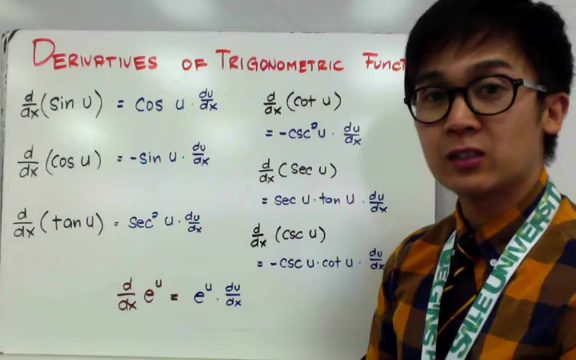 DERIVATIVES OF TRIGONOMETRIC FUNCT
d/dx (sin u) = cos u · du/dx
d/dx (cos u) = -sin u · du/dx
d/dx (tan u) = sec² u · du/dx
d/dx (cot u)
= -csc² u · du/dx
d/dx (sec u)
= sec u · tan u · du/dx
d/dx (csc u)
= -csc u · cot u · du/dx
d/dx e^u = e^u · du/dx
UNIVERSITY